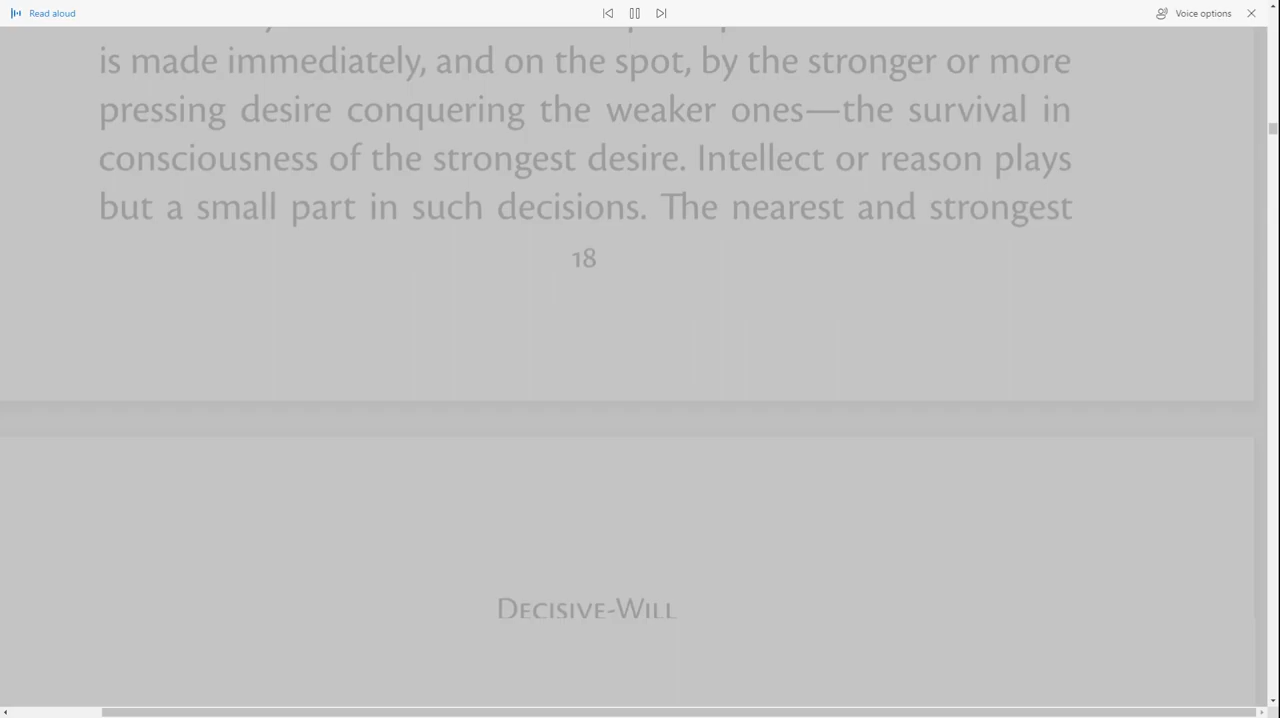 Read aloud
Voice options
is made immediately, and on the spot, by the stronger or more
pressing desire conquering the weaker ones—the survival in
consciousness of the strongest desire. Intellect or reason plays
but a small part in such decisions. The nearest and strongest
18
Decisive-Will